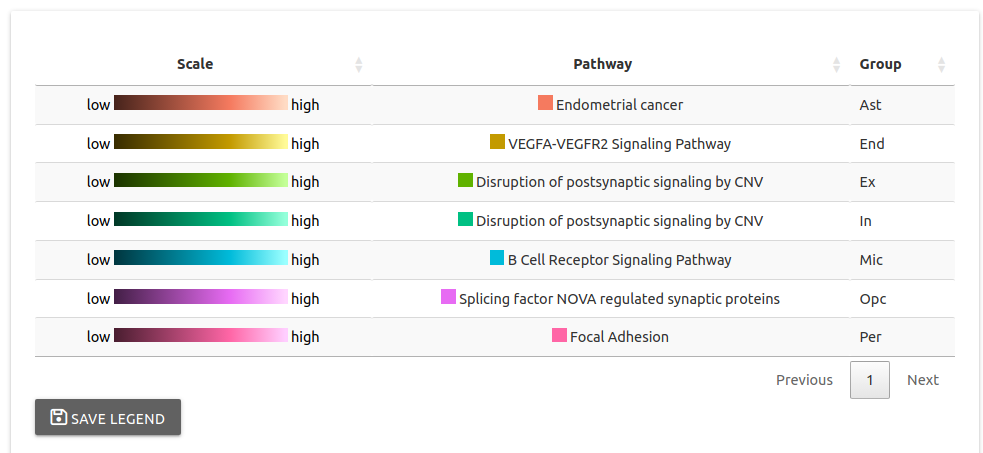 Scale Pathway Group
low high Endometrial cancer Ast
low high VEGFA-VEGFR2 Signaling Pathway End
low high Disruption of postsynaptic signaling by CNV Ex
low high Disruption of postsynaptic signaling by CNV In
low high B Cell Receptor Signaling Pathway Mic
low high Splicing factor NOVA regulated synaptic proteins Opc
low high Focal Adhesion Per
Previous 1 Next
SAVE LEGEND